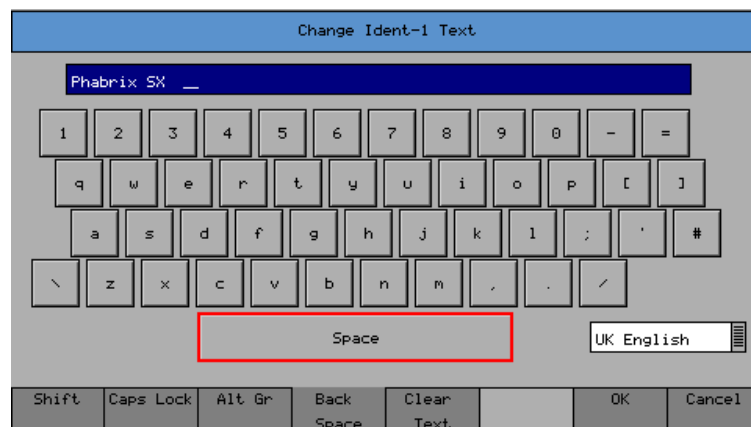 Change Ident-1 Text
Phabrix SX __
1 2 3 4 5 6 7 8 9 0 - =
q w e r t y u i o p [ ]
a s d f g h j k l ; ' #
\ z x c v b n m , . /
Space
UK English
Shift Caps Lock Alt Gr Back Space Clear Text OK Cancel